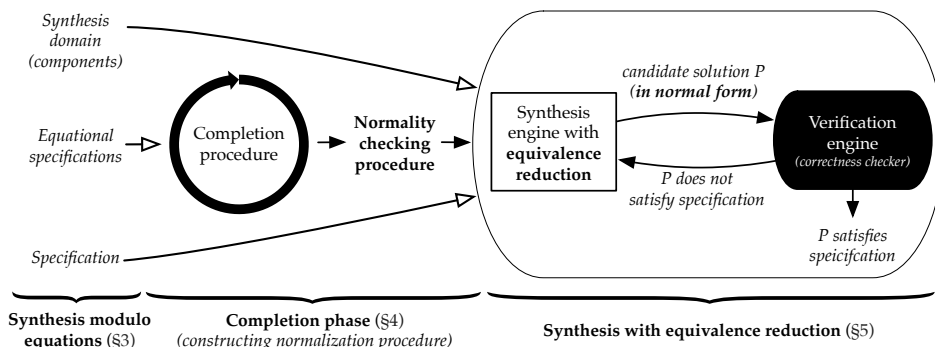 Synthesis
domain
(components)
Equational
specifications
Specification
Completion
procedure
Normality
checking
procedure
Synthesis
engine with
equivalence
reduction
candidate solution P
(in normal form)
P does not
satisfy specification
Verification
engine
(correctness checker)
P satisfies
speicifcation
Synthesis modulo
equations (§3)
Completion phase (§4)
(constructing normalization procedure)
Synthesis with equivalence reduction (§5)